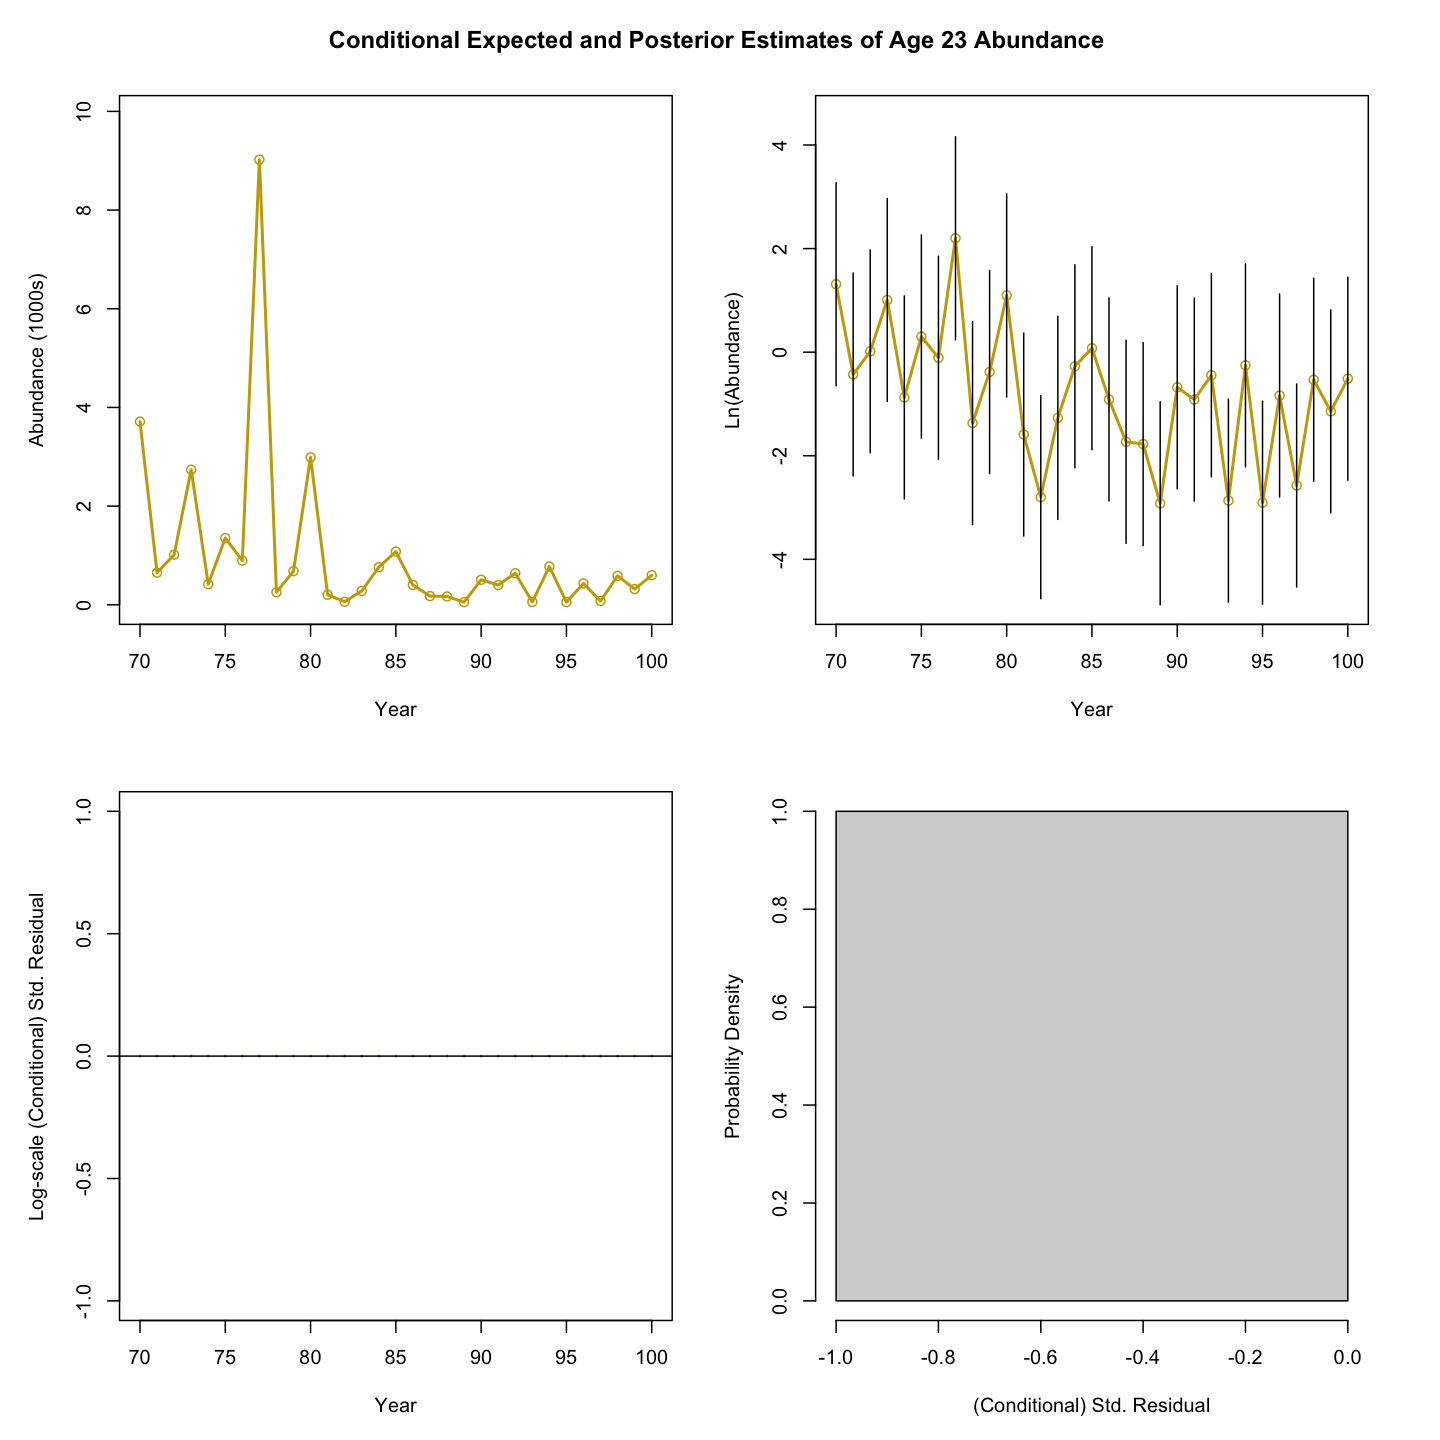 Conditional Expected and Posterior Estimates of Age 23 Abundance
Abundance (1000s)
10
8
6
4
2
0
70 75 80 85 90 95 100
Year
Ln(Abundance)
4
2
0
-2
-4
70 75 80 85 90 95 100
Year
Log-scale (Conditional) Std. Residual
1.0
0.5
0.0
-0.5
-1.0
70 75 80 85 90 95 100
Year
Probability Density
1.0
0.8
0.6
0.4
0.2
0.0
-1.0 -0.8 -0.6 -0.4 -0.2 0.0
(Conditional) Std. Residual